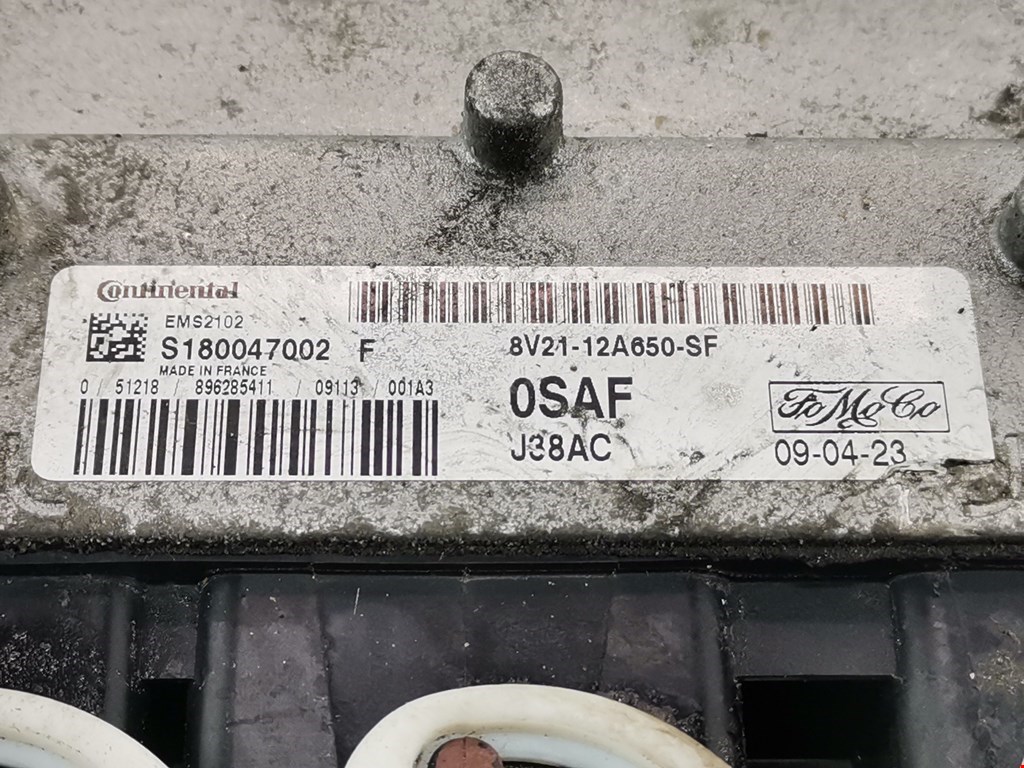 Continental
EMS2102
S180047002 F
MADE IN FRANCE
0 / 51218 / 896285411 / 09113 / 001A3
8V21-12A650-SF
0SAF
J38AC
FoMoCo
09-04-23